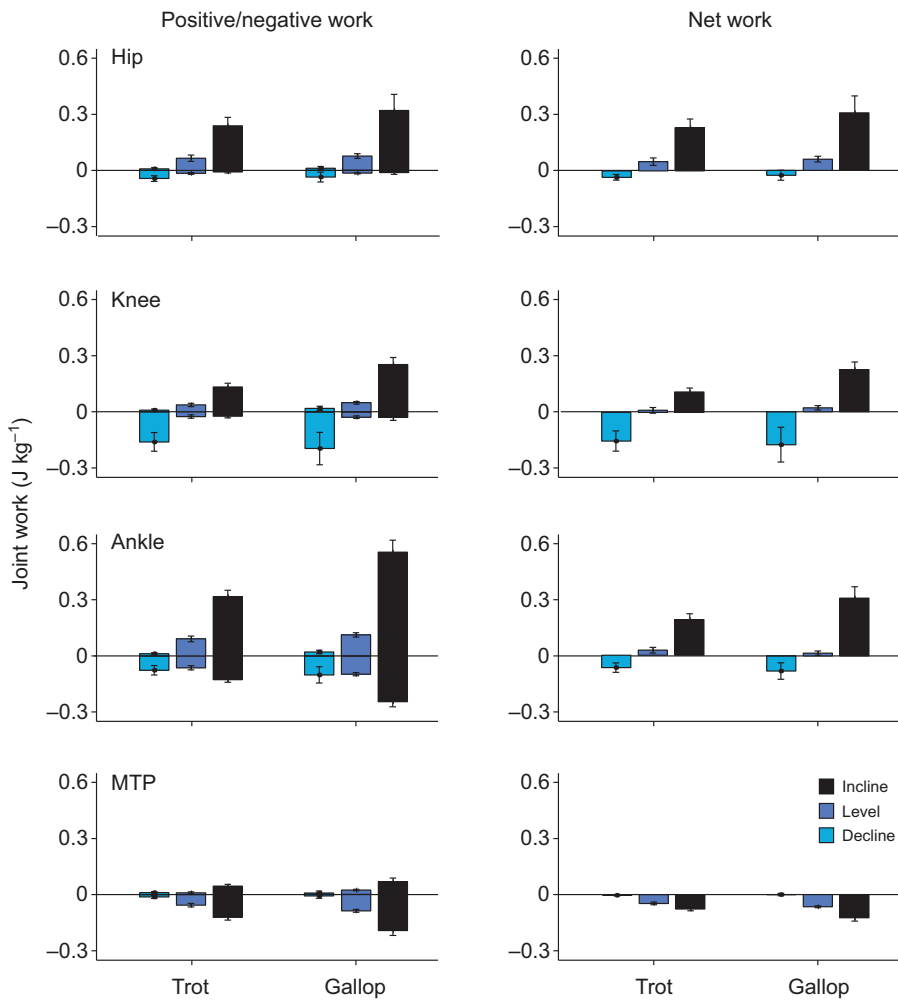 Positive/negative work
Net work
Joint work (J kg⁻¹)
Hip
0.6
0.3
0
–0.3
Trot
Gallop
0.6
0.3
0
–0.3
Trot
Gallop
Knee
0.6
0.3
0
–0.3
0.6
0.3
0
–0.3
Ankle
0.6
0.3
0
–0.3
0.6
0.3
0
–0.3
MTP
0.6
0.3
0
–0.3
Trot
Gallop
0.6
0.3
0
–0.3
Incline
Level
Decline
Trot
Gallop